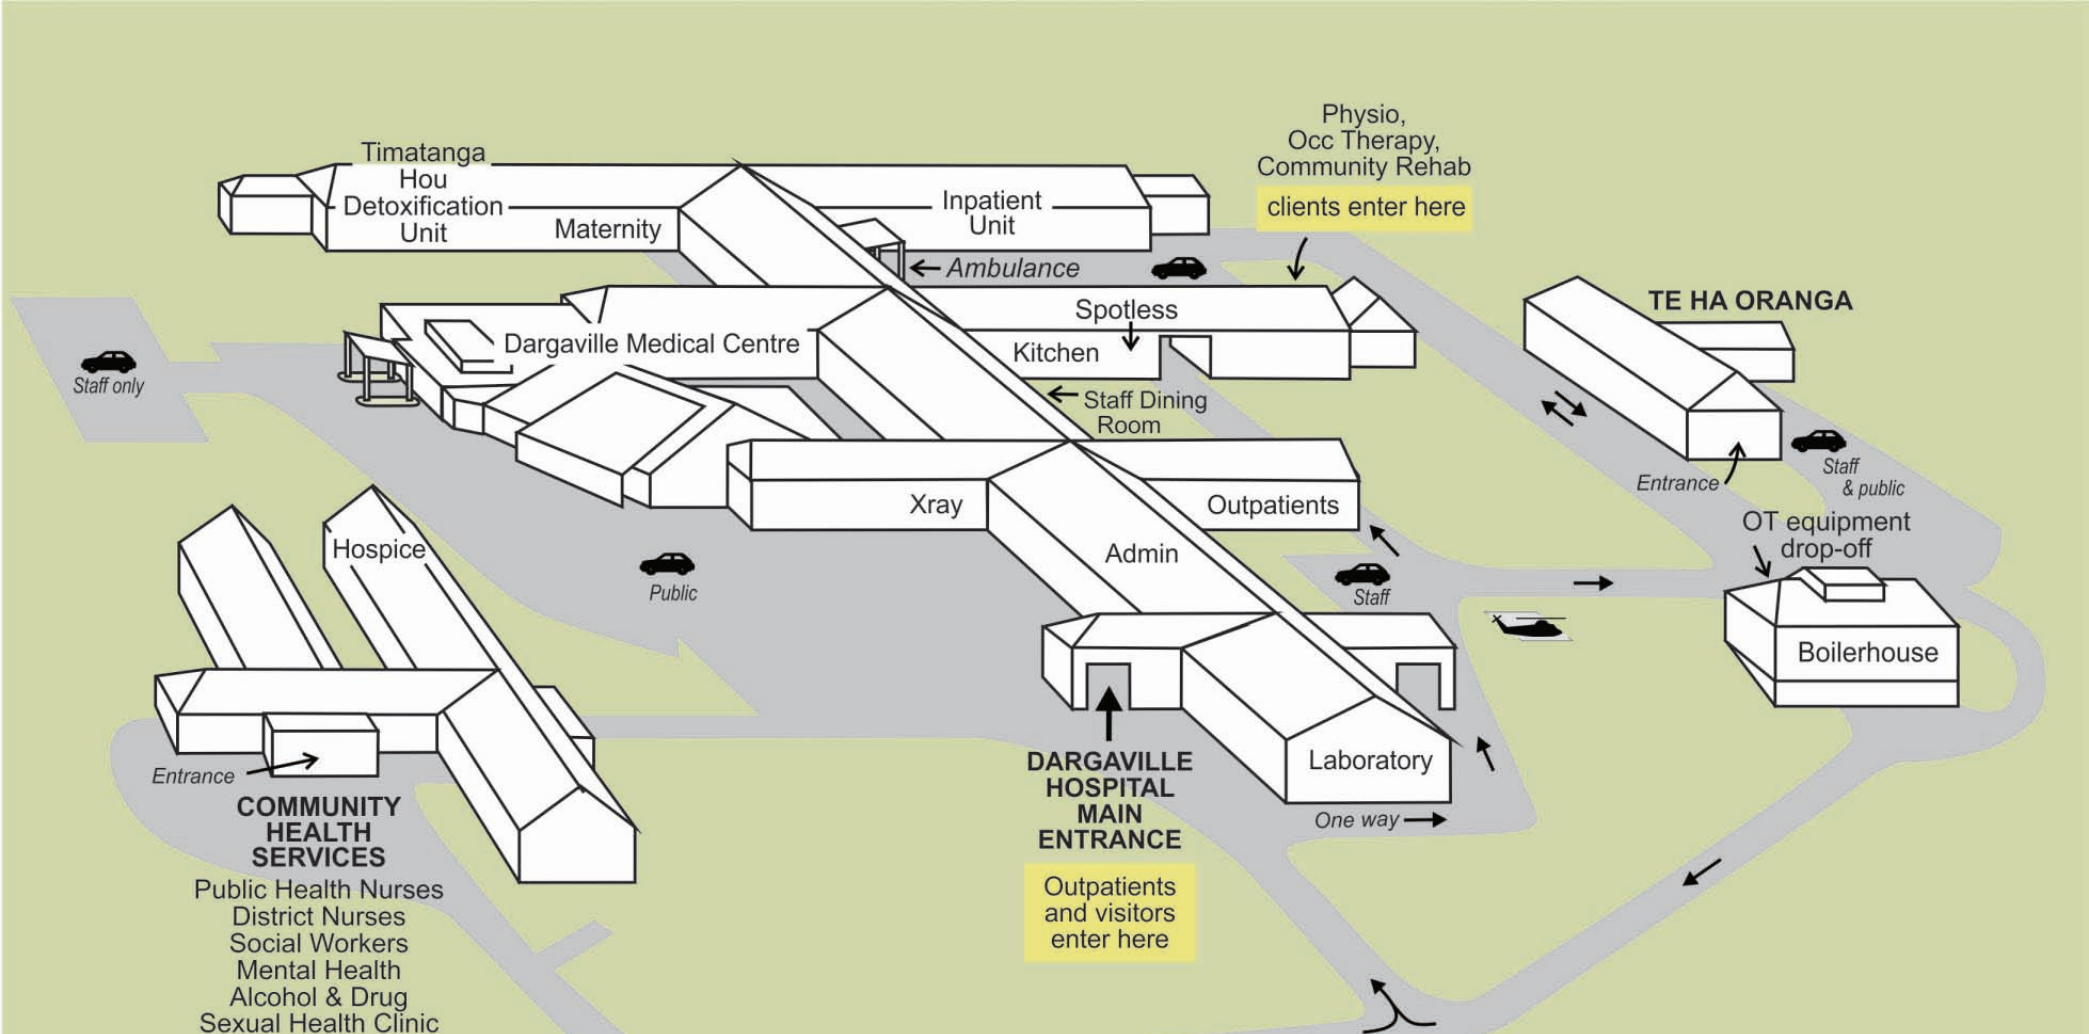 Physio,
Occ Therapy,
Community Rehab
clients enter here
Timatanga
Hou
Detoxification
Unit
Maternity
Inpatient
Unit
Ambulance
Spotless
Kitchen
TE HA ORANGA
Staff only
Dargaville Medical Centre
Staff Dining
Room
Entrance
Staff
& public
Xray
Outpatients
OT equipment
drop-off
Hospice
Admin
Public
Staff
Boilerhouse
Entrance
COMMUNITY
HEALTH
SERVICES
Public Health Nurses
District Nurses
Social Workers
Mental Health
Alcohol & Drug
Sexual Health Clinic
DARGAVILLE
HOSPITAL
MAIN
ENTRANCE
Outpatients
and visitors
enter here
Laboratory
One way